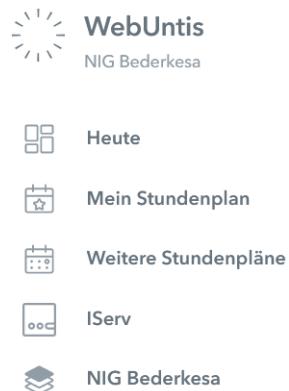 WebUntis
NIG Bederkesa
Heute
Mein Stundenplan
Weitere Stundenpläne
IServ
NIG Bederkesa